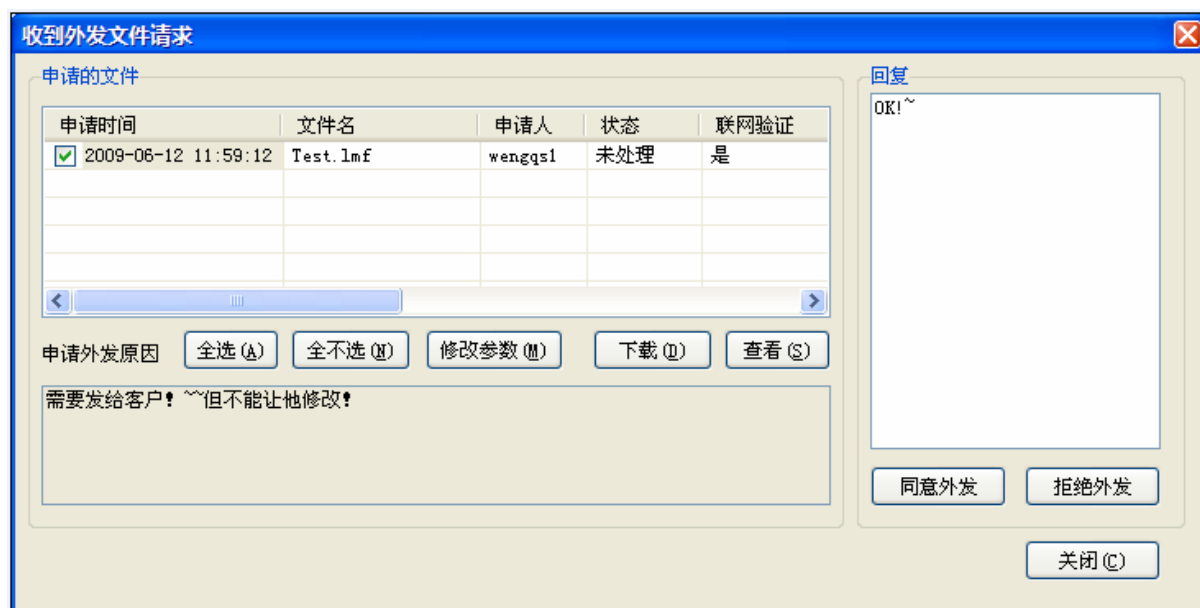 收到外发文件请求
申请的文件
申请时间 文件名 申请人 状态 联网验证
2009-06-12 11:59:12 Test.lmf wengqs1 未处理 是
申请外发原因 全选(A) 全不选(N) 修改参数(M) 下载(D) 查看(S)
需要发给客户！~~但不能让他修改！
回复
OK!~
同意外发 拒绝外发
关闭(C)